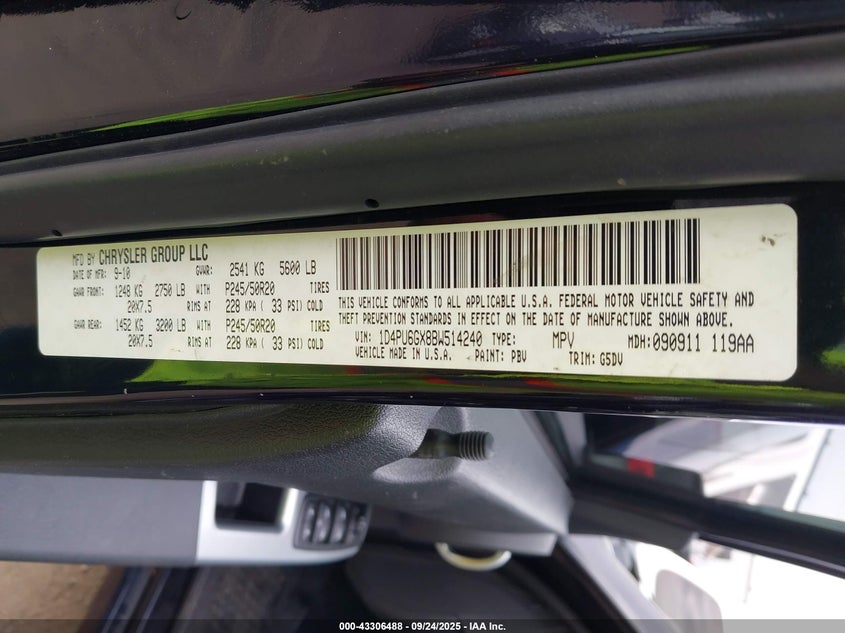 MFD BY CHRYSLER GROUP LLC
DATE OF MFR: 9-10 GVWR: 2541 KG 5600 LB
GAWR FRONT: 1248 KG 2750 LB WITH P245/50R20 TIRES
20X7.5 RIMS AT 228 KPA ( 33 PSI) COLD
GAWR REAR: 1452 KG 3200 LB WITH P245/50R20 TIRES
20X7.5 RIMS AT 228 KPA ( 33 PSI) COLD
THIS VEHICLE CONFORMS TO ALL APPLICABLE U.S.A. FEDERAL MOTOR VEHICLE SAFETY AND
THEFT PREVENTION STANDARDS IN EFFECT ON THE DATE OF MANUFACTURE SHOWN ABOVE.
VIN: 1D4PU6GX8BW514240 TYPE: MPV MDH: 090911 119AA
VEHICLE MADE IN U.S.A. PAINT: PBV TRIM: G5DV
000-43306488 - 09/24/2025 - IAA Inc.